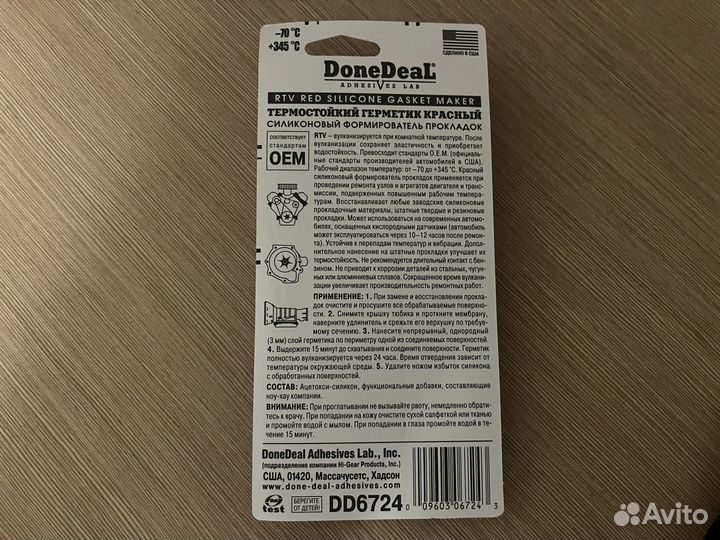 –70 °C
+345 °C
СДЕЛАНО В США
DoneDeaL®
ADHESIVES LAB
RTV RED SILICONE GASKET MAKER
ТЕРМОСТОЙКИЙ ГЕРМЕТИК КРАСНЫЙ
СИЛИКОНОВЫЙ ФОРМИРОВАТЕЛЬ ПРОКЛАДОК
соответствует
стандартам
OEM
RTV – вулканизируется при комнатной температуре. После
вулканизации сохраняет эластичность и приобретает
водостойкость. Превосходит стандарты О.Е.М. (официаль-
ные стандарты производителей автомобилей в США).
Рабочий диапазон температур: от –70 до +345 °С. Красный
силиконовый формирователь прокладок применяется при
проведении ремонта узлов и агрегатов двигателя и транс-
миссии, подверженных повышенным рабочим темпера-
турам. Восстанавливает любые заводские силиконовые
прокладочные материалы, штатные твердые и резиновые
прокладки. Может использоваться на современных автомоби-
лях, оснащенных кислородными датчиками (автомобиль
может эксплуатироваться через 10–12 часов после ремон-
та). Устойчив к перепадам температур и вибрации. Допол-
нительное нанесение на штатные прокладки улучшает их
термостойкость. Не рекомендуется длительный контакт с бен-
зином. Не приводит к коррозии деталей из стальных, чугун-
ных или алюминиевых сплавов. Сокращенное время вулкани-
зации увеличивает производительность ремонтных работ.
ПРИМЕНЕНИЕ: 1. При замене и восстановлении прокла-
док очистите и просушите все обрабатываемые поверхно-
сти. 2. Снимите крышку тюбика и проткните мембрану,
наверните удлинитель и срежьте его верхушку по требуе-
мому сечению. 3. Нанесите непрерывный, однородный
(3 мм) слой герметика по периметру одной из соединяемых поверхностей.
4. Выдержите 15 минут до схватывания и соедините поверхности. Герметик
полностью вулканизируется через 24 часа. Время отверждения зависит от
температуры окружающей среды. 5. Удалите ножом избыток силикона
с обработанных поверхностей.
СОСТАВ: Ацетокси-силикон, функциональные добавки, составляющие
ноу-хау компании.
ВНИМАНИЕ: При проглатывании не вызывайте рвоту, немедленно обрати-
тесь к врачу. При попадании на кожу очистите сухой салфеткой или тканью
и промойте водой с мылом. При попадании в глаза промойте водой в те-
чение 15 минут.
DoneDeal Adhesives Lab., Inc.
(подразделение компании Hi-Gear Products, Inc.)
США, 01420, Массачусетс, Хадсон
www.done-deal-adhesives.com
test
БЕРЕГИТЕ
ОТ ДЕТЕЙ!
DD6724
0 09603 06724 3
Avito